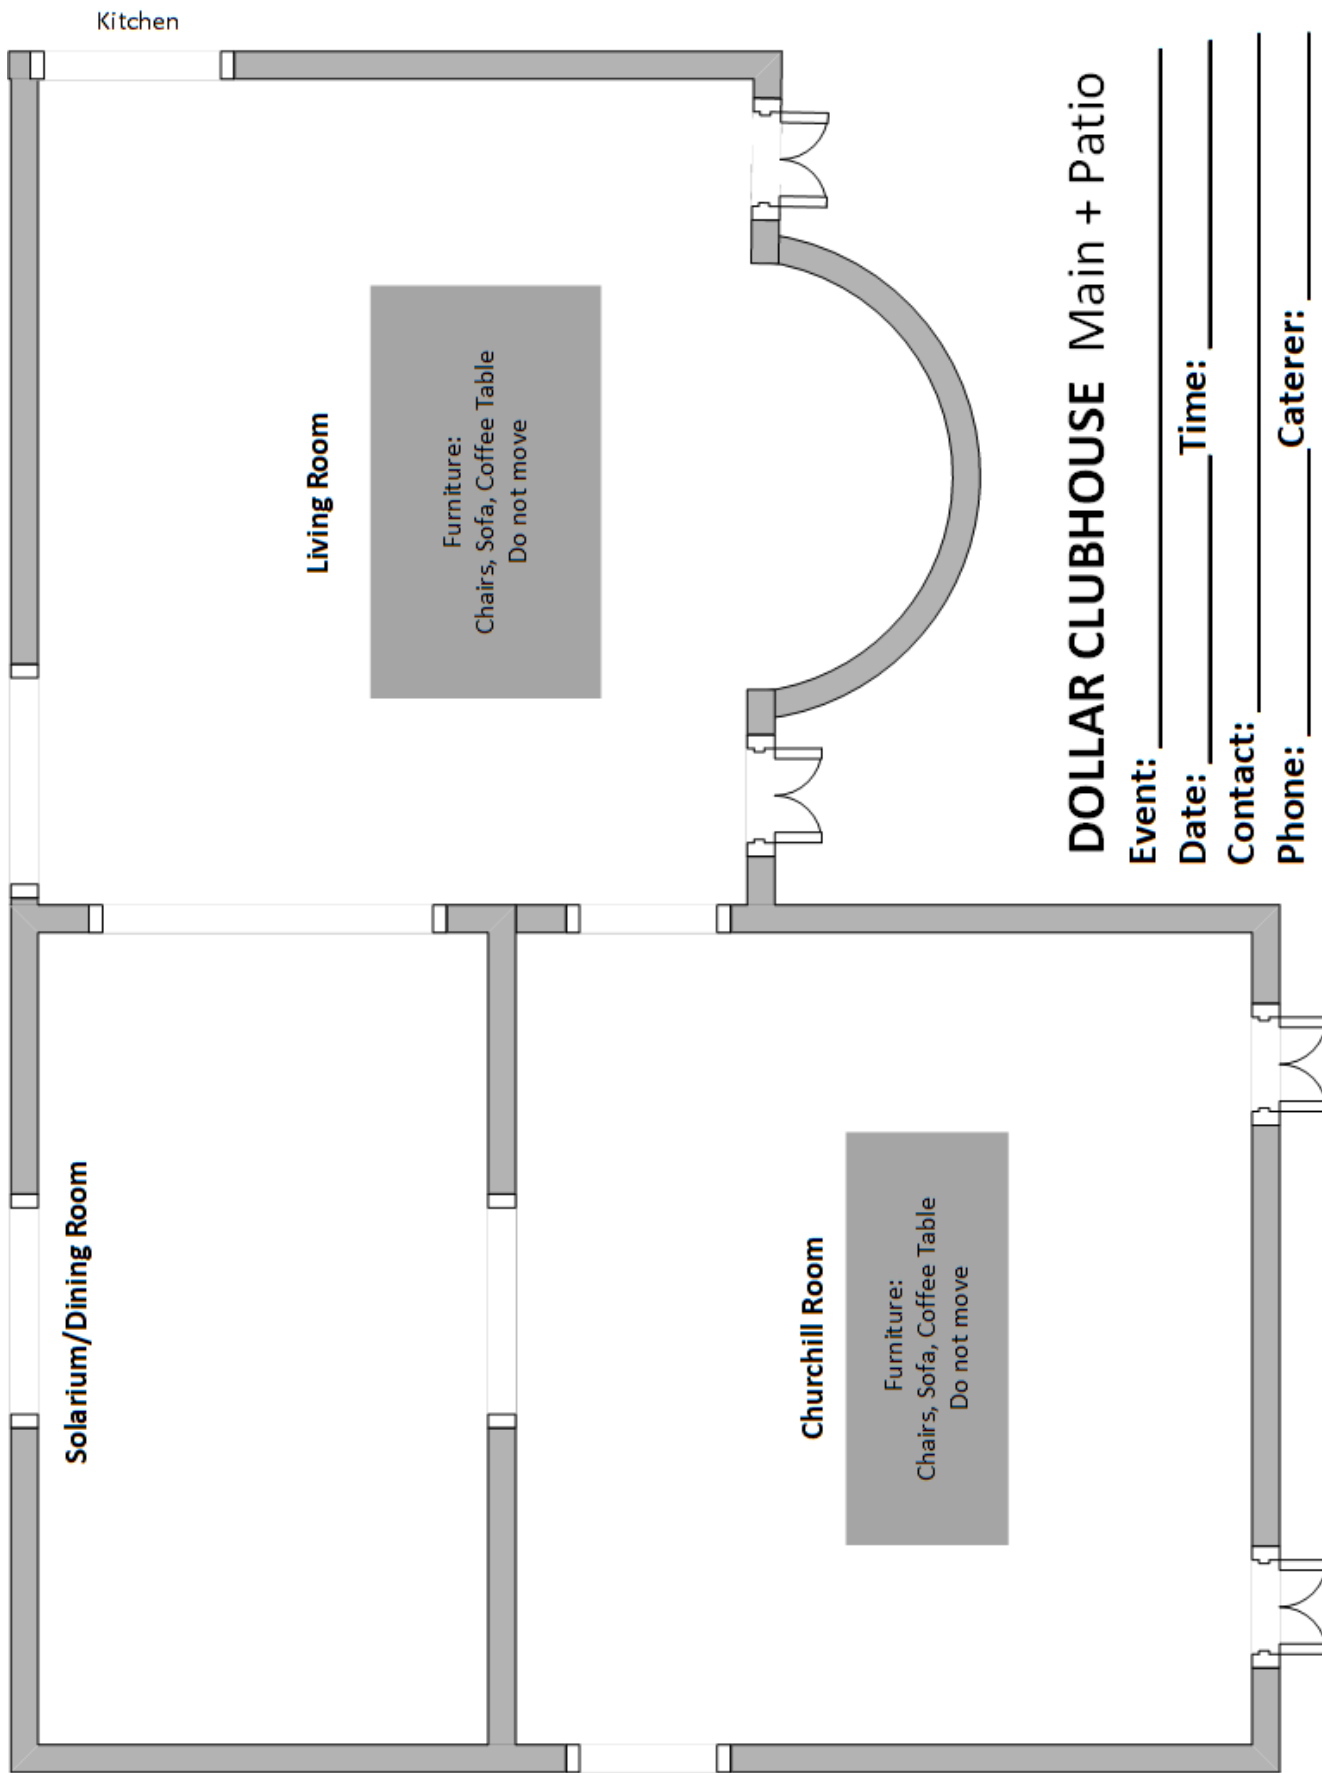 Kitchen
Living Room
Furniture:
Chairs, Sofa, Coffee Table
Do not move
Solarium/Dining Room
Churchill Room
Furniture:
Chairs, Sofa, Coffee Table
Do not move
DOLLAR CLUBHOUSE Main + Patio
Event:
Date: Time:
Contact:
Phone: Caterer: